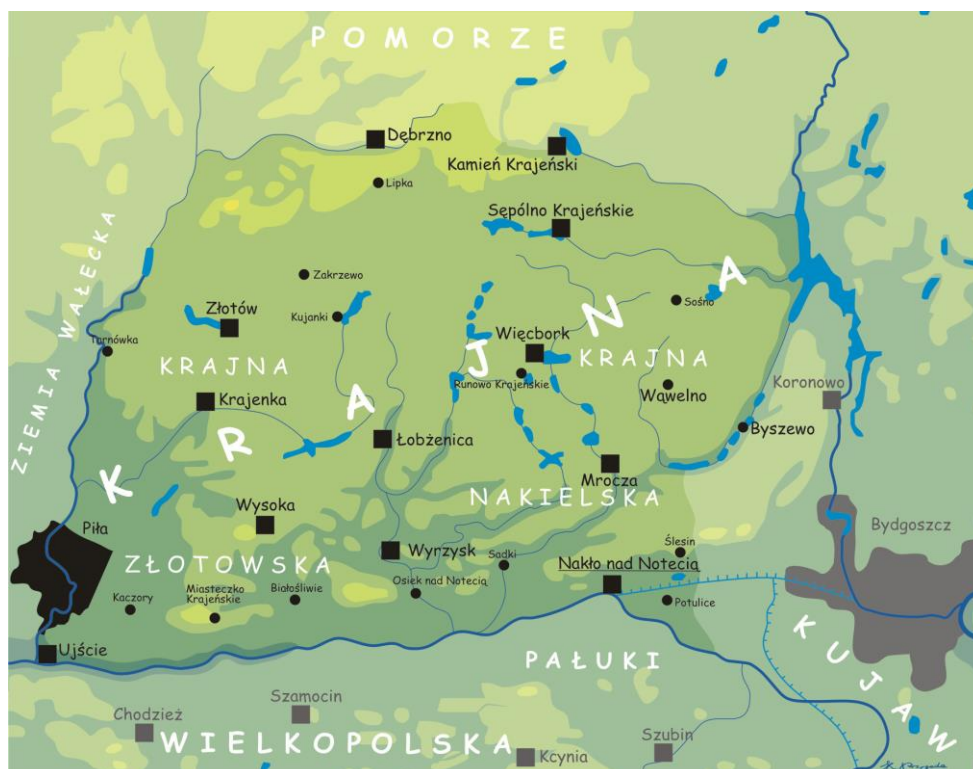 POMORZE
Dębrzno
Kamień Krajeński
Lipka
Sępólno Krajeńskie
ZIEMIA WAŁECKA
Zakrzewo
Sośno
Złotów
Kujanki
Tarnówka
Więcbork
KRAJNA
KRAJNA
KRAJNA
Runowo Krajeńskie
Wąwelno
Koronowo
Krajenka
Byszewo
Łobżenica
Mrocza
NAKIELSKA
Wysoka
Piła
Bydgoszcz
ZŁOTOWSKA
Wyrzysk
Ślesin
Sadki
Nakło nad Notecią
Kaczory
Miasteczko
Krajeńskie
Białośliwie
Osiek nad Notecią
Potulice
Ujście
PAŁUKI
KUJAW
Szamocin
Chodzież
WIELKOPOLSKA
Kcynia
Szubin